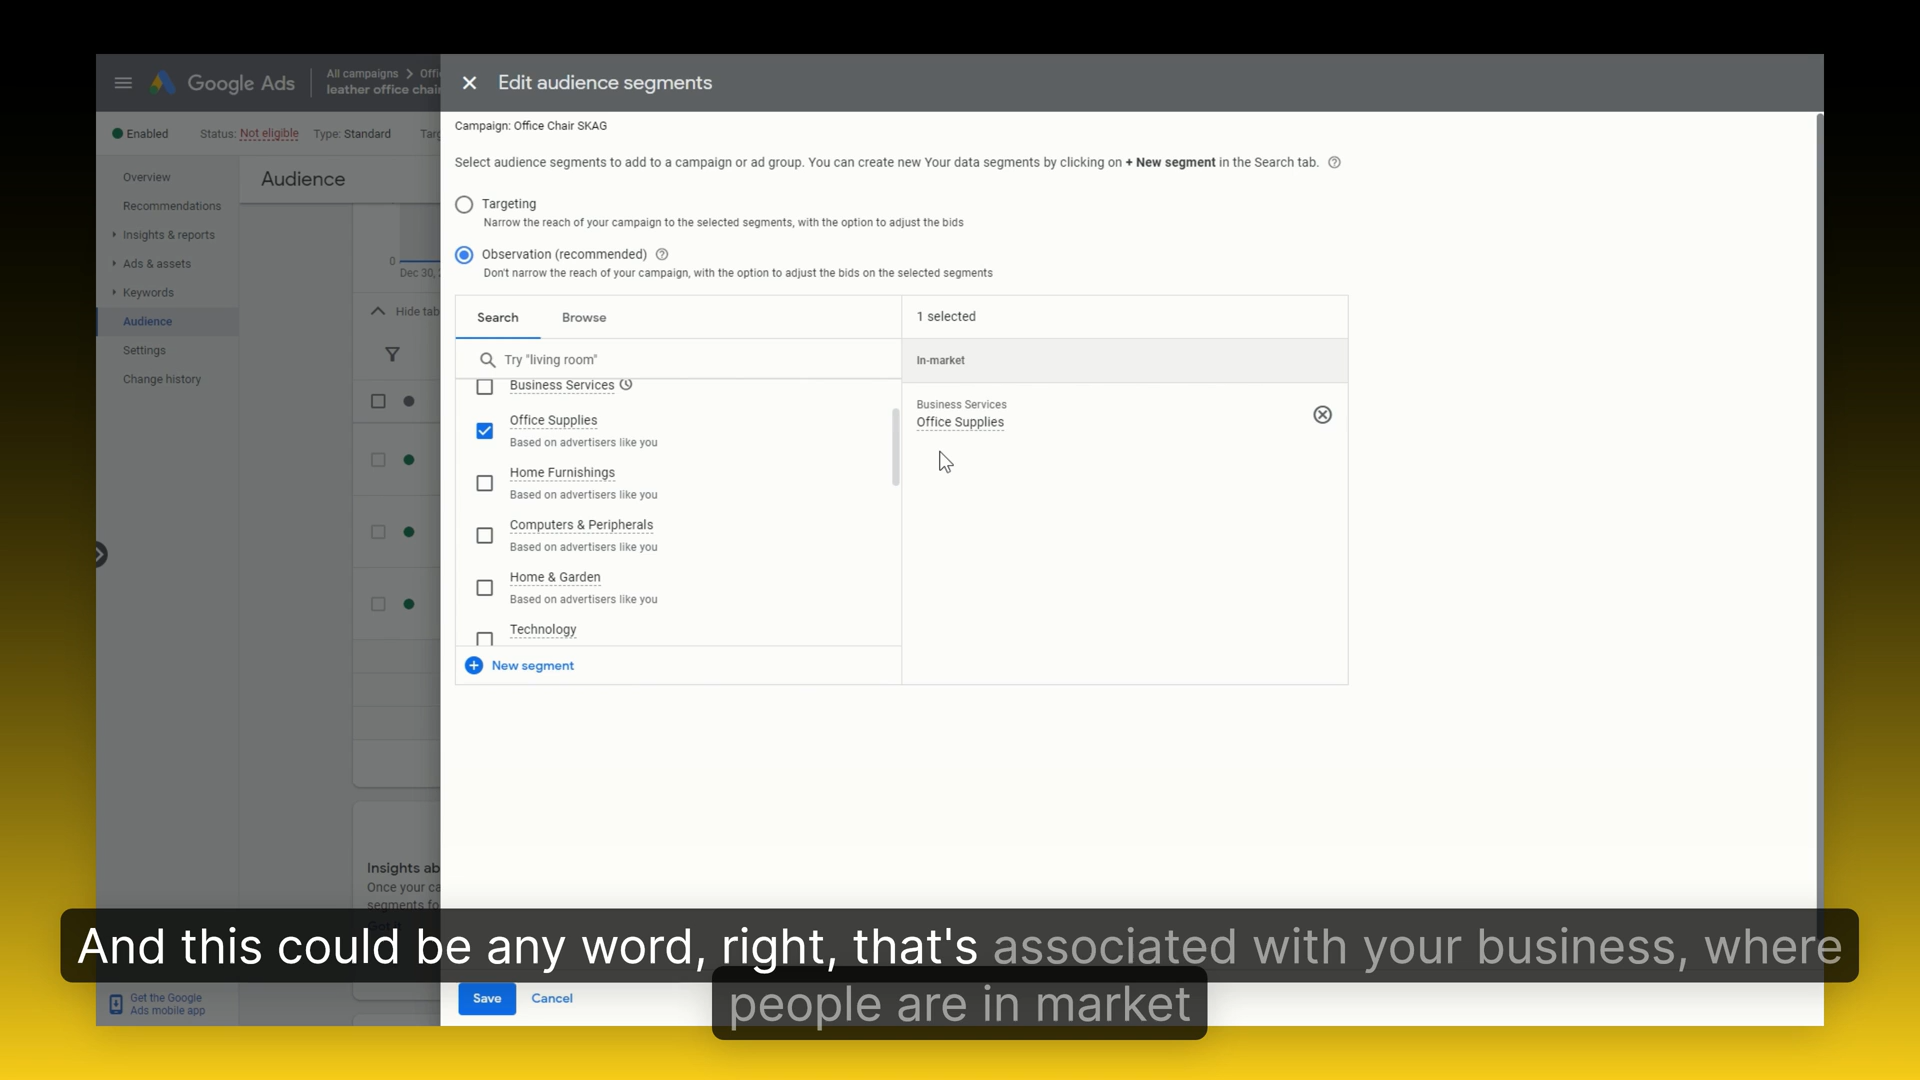 Google Ads
All campaigns > Offi
leather office chair
Edit audience segments
Enabled
Status: Not eligible
Type: Standard
Tar
Overview
Recommendations
Insights & reports
Ads & assets
Keywords
Audience
Settings
Change history
Audience
0
Dec 30,
Hide tab
Insights ab
Once your ca
segments fo
Get the Google
Ads mobile app
Campaign: Office Chair SKAG
Select audience segments to add to a campaign or ad group. You can create new Your data segments by clicking on + New segment in the Search tab.
Targeting
Narrow the reach of your campaign to the selected segments, with the option to adjust the bids
Observation (recommended)
Don't narrow the reach of your campaign, with the option to adjust the bids on the selected segments
Search
Browse
1 selected
Try "living room"
In-market
Business Services
Office Supplies
Based on advertisers like you
Home Furnishings
Based on advertisers like you
Computers & Peripherals
Based on advertisers like you
Home & Garden
Based on advertisers like you
Technology
New segment
Business Services
Office Supplies
Save
Cancel
And this could be any word, right, that's associated with your business, where
people are in market